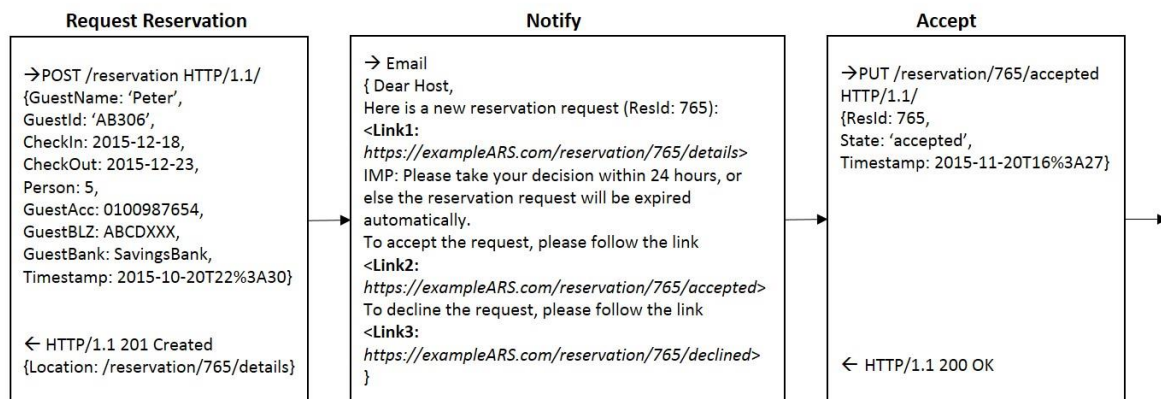 Request Reservation
→POST /reservation HTTP/1.1/
{GuestName: ‘Peter’,
GuestId: ‘AB306’,
CheckIn: 2015-12-18,
CheckOut: 2015-12-23,
Person: 5,
GuestAcc: 0100987654,
GuestBLZ: ABCDXXX,
GuestBank: SavingsBank,
Timestamp: 2015-10-20T22%3A30}
← HTTP/1.1 201 Created
{Location: /reservation/765/details}
Notify
→ Email
{ Dear Host,
Here is a new reservation request (ResId: 765):
<Link1:
https://exampleARS.com/reservation/765/details>
IMP: Please take your decision within 24 hours, or
else the reservation request will be expired
automatically.
To accept the request, please follow the link
<Link2:
https://exampleARS.com/reservation/765/accepted>
To decline the request, please follow the link
<Link3:
https://exampleARS.com/reservation/765/declined>
}
Accept
→PUT /reservation/765/accepted
HTTP/1.1/
{ResId: 765,
State: ‘accepted’,
Timestamp: 2015-11-20T16%3A27}
← HTTP/1.1 200 OK